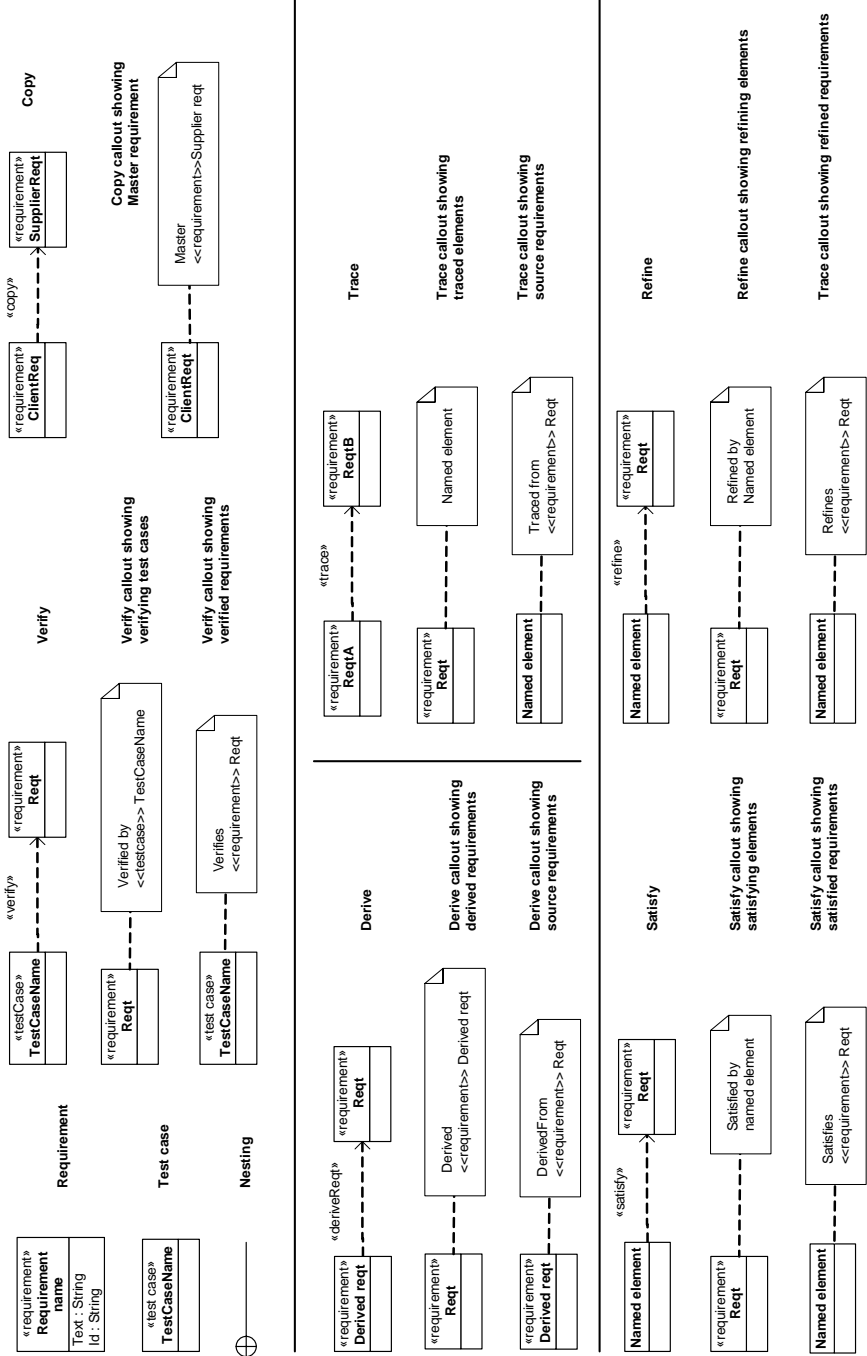 «requirement»
Requirement
name
Text : String
Id : String
Requirement
«test case»
TestCaseName
Test case
Nesting
«testCase»
TestCaseName
«verify»
«requirement»
Reqt
Verify
«requirement»
Reqt
Verified by
<<testcase>> TestCaseName
Verify callout showing
verifying test cases
«test case»
TestCaseName
Verifies
<<requirement>> Reqt
Verify callout showing
verified requirements
«requirement»
ClientReq
«copy»
«requirement»
SupplierReqt
Copy
«requirement»
ClientReqt
Master
<<requirement>>Supplier reqt
Copy callout showing
Master requirement
«requirement»
Derived reqt
«deriveReqt»
«requirement»
Reqt
Derive
«requirement»
Reqt
Derived
<<requirement>> Derived reqt
Derive callout showing
derived requirements
«requirement»
Derived reqt
DerivedFrom
<<requirement>> Reqt
Derive callout showing
source requirements
«requirement»
ReqtA
«trace»
«requirement»
ReqtB
Trace
«requirement»
Reqt
Named element
Trace callout showing
traced elements
Named element
Traced from
<<requirement>> Reqt
Trace callout showing
source requirements
Named element
«satisfy»
«requirement»
Reqt
Satisfy
«requirement»
Reqt
Satisfied by
named element
Satisfy callout showing
satisfying elements
Named element
Satisfies
<<requirement>> Reqt
Satisfy callout showing
satisfied requirements
Named element
«refine»
«requirement»
Reqt
Refine
«requirement»
Reqt
Refined by
Named element
Refine callout showing refining elements
Named element
Refines
<<requirement>> Reqt
Trace callout showing refined requirements